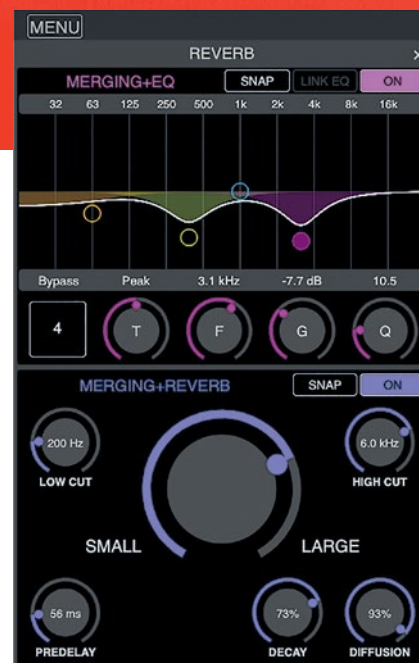 MENU
REVERB ×
MERGING+EQ SNAP LINK EQ ON
32 63 125 250 500 1k 2k 4k 8k 16k
Bypass Peak 3.1 kHz -7.7 dB 10.5
4 T F G Q
MERGING+REVERB SNAP ON
200 Hz 6.0 kHz
LOW CUT HIGH CUT
SMALL LARGE
56 ms 73% 93%
PREDELAY DECAY DIFFUSION